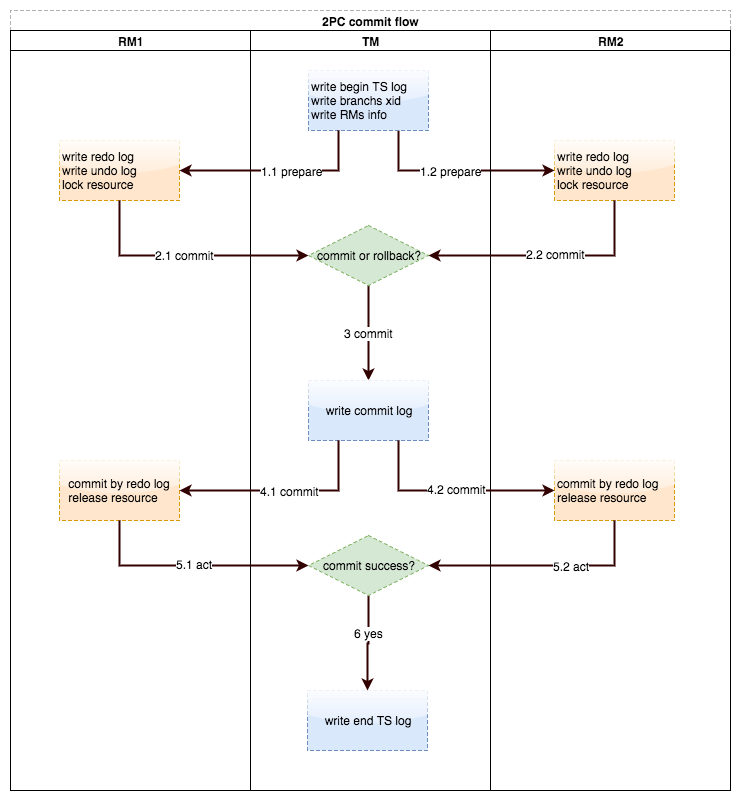 2PC commit flow
RM1
TM
RM2
write begin TS log
write branchs xid
write RMs info
write redo log
write undo log
lock resource
1.1 prepare
1.2 prepare
write redo log
write undo log
lock resource
2.1 commit
commit or rollback?
2.2 commit
3 commit
write commit log
commit by redo log
release resource
4.1 commit
4.2 commit
commit by redo log
release resource
5.1 act
commit success?
5.2 act
6 yes
write end TS log